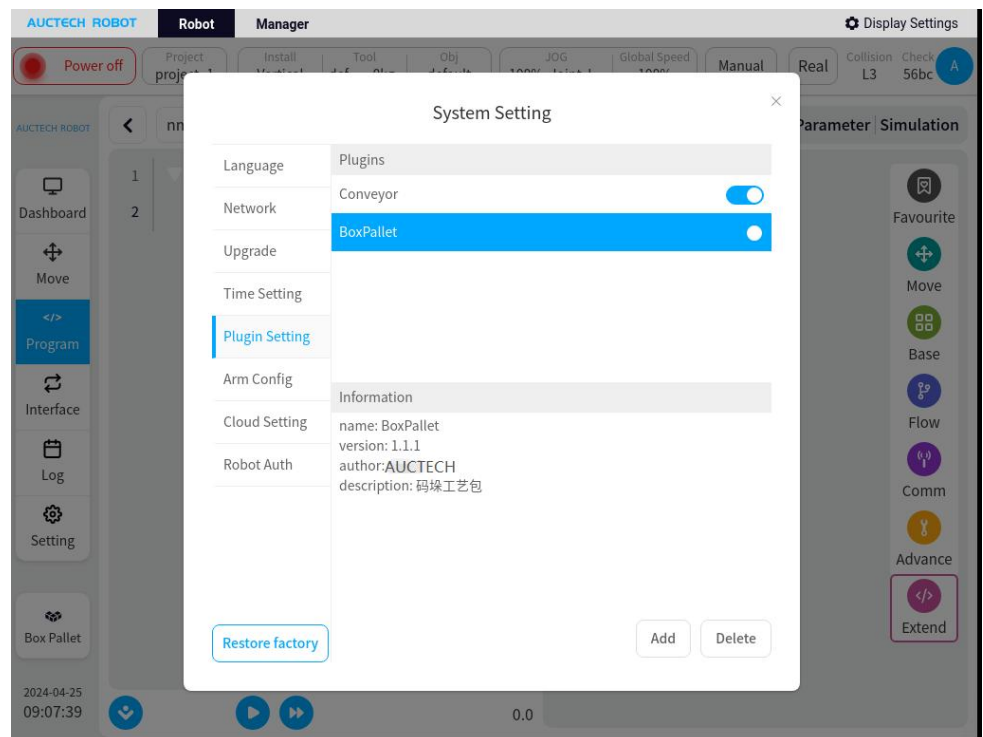 AUCTECH ROBOT
Robot
Manager
Display Settings
Power off
Project
Install
Tool
Obj
JOG
Global Speed
100%
Manual
Real
Collision
L3
Check
56bc
A
AUCTECH ROBOT
Parameter
Simulation
1
2
Dashboard
Move
Program
Interface
Log
Setting
Box Pallet
2024-04-25
09:07:39
System Setting
Language
Network
Upgrade
Time Setting
Plugin Setting
Arm Config
Cloud Setting
Robot Auth
Restore factory
Plugins
Conveyor
BoxPallet
Information
name: BoxPallet
version: 1.1.1
author:AUCTECH
description: 码垛工艺包
Add
Delete
Favourite
Move
Base
Flow
Comm
Advance
Extend
0.0